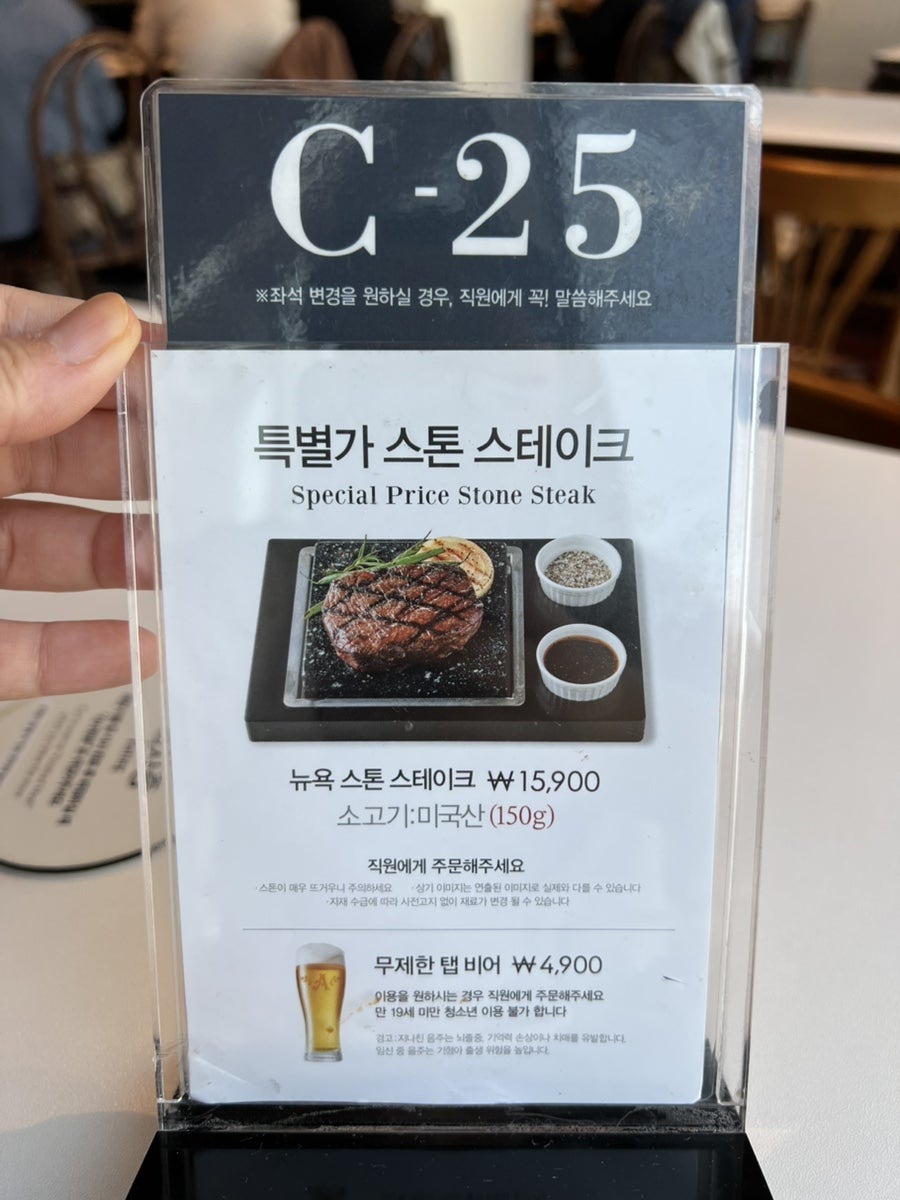 C-25
※좌석 변경을 원하실 경우, 직원에게 꼭! 말씀해주세요
특별가 스톤 스테이크
Special Price Stone Steak
뉴욕 스톤 스테이크 ₩15,900
소고기:미국산 (150g)
직원에게 주문해주세요
·스톤이 매우 뜨거우니 주의하세요 ·상기 이미지는 연출된 이미지로 실제와 다를 수 있습니다
·자재 수급에 따라 사전고지 없이 재료가 변경 될 수 있습니다
무제한 탭 비어 ₩4,900
이용을 원하시는 경우 직원에게 주문해주세요
만 19세 미만 청소년 이용 불가 합니다
경고 : 지나친 음주는 뇌졸중, 기억력 손상이나 치매를 유발합니다.
임신 중 음주는 기형아 출생 위험을 높입니다.